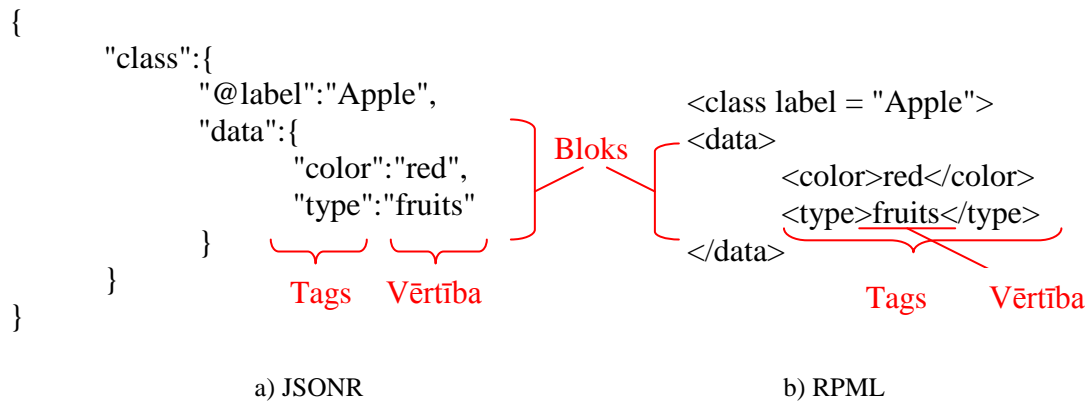 {
"class":{
"@label":"Apple",
"data":{
"color":"red",
"type":"fruits"
}
}
}
Tags Vērtība
Bloks
<class label = "Apple">
<data>
<color>red</color>
<type>fruits</type>
</data>
Tags Vērtība
a) JSONR b) RPML